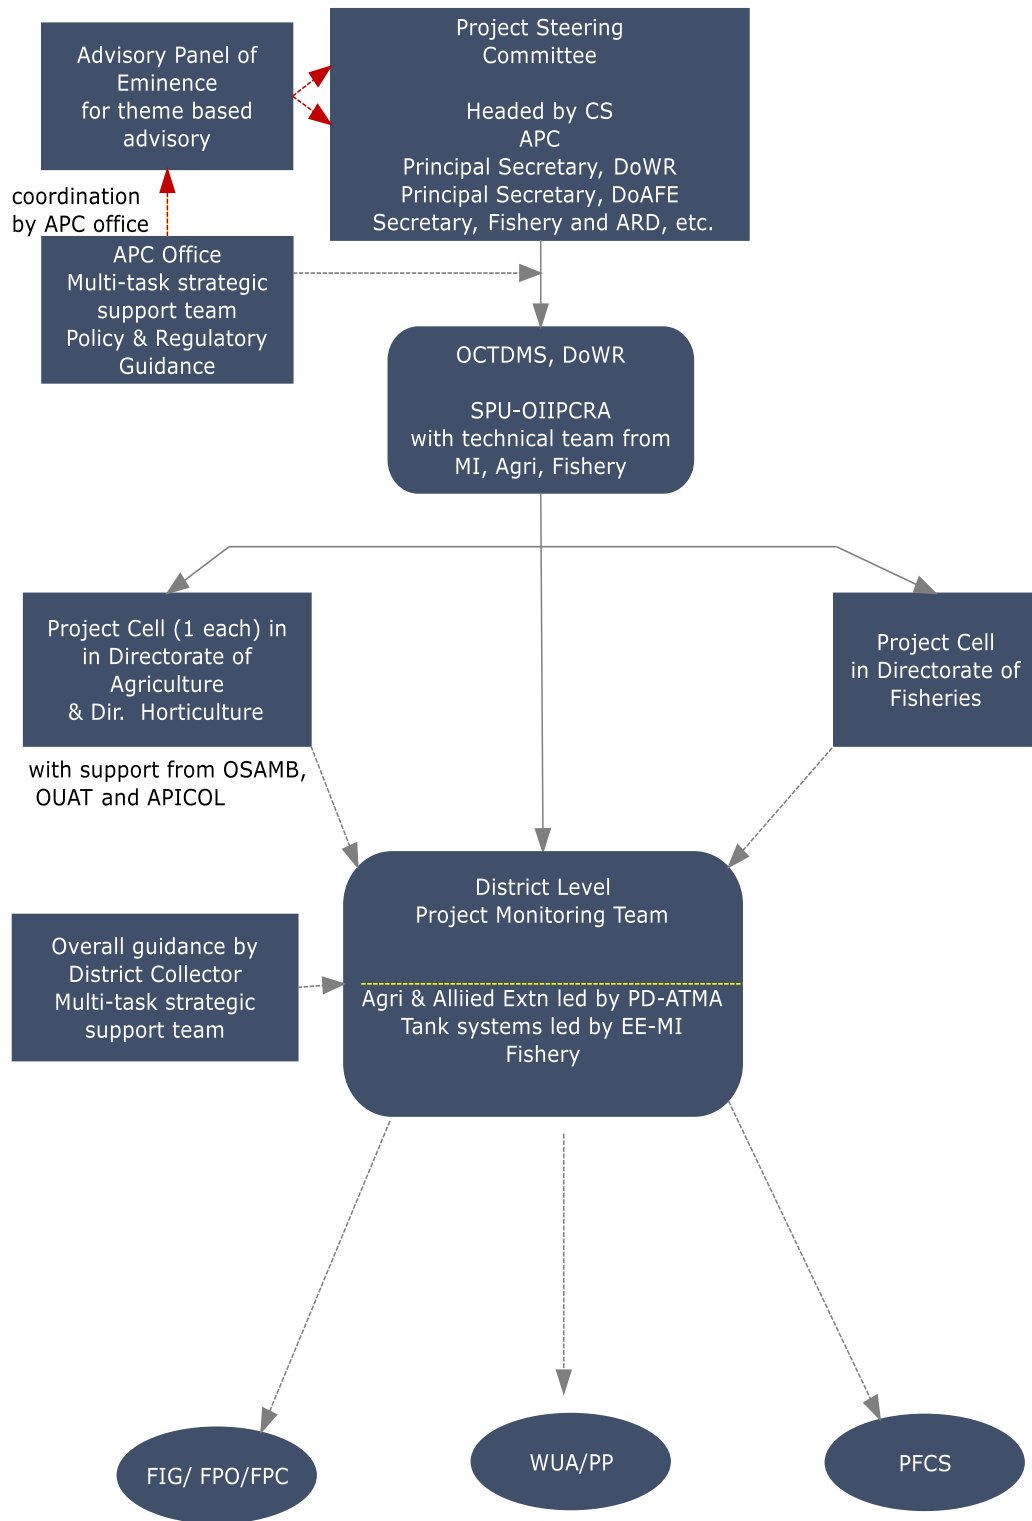 Advisory Panel of
Eminence
for theme based
advisory
Project Steering
Committee
Headed by CS
APC
Principal Secretary, DoWR
Principal Secretary, DoAFE
Secretary, Fishery and ARD, etc.
coordination
by APC office
APC Office
Multi-task strategic
support team
Policy & Regulatory
Guidance
OCTDMS, DoWR
SPU-OIIPCRA
with technical team from
MI, Agri, Fishery
Project Cell (1 each) in
in Directorate of
Agriculture
& Dir.  Horticulture
Project Cell
in Directorate of
Fisheries
with support from OSAMB,
OUAT and APICOL
District Level
Project Monitoring Team
Overall guidance by
District Collector
Multi-task strategic
support team
Agri & Alliied Extn led by PD-ATMA
Tank systems led by EE-MI
Fishery
FIG/ FPO/FPC
WUA/PP
PFCS